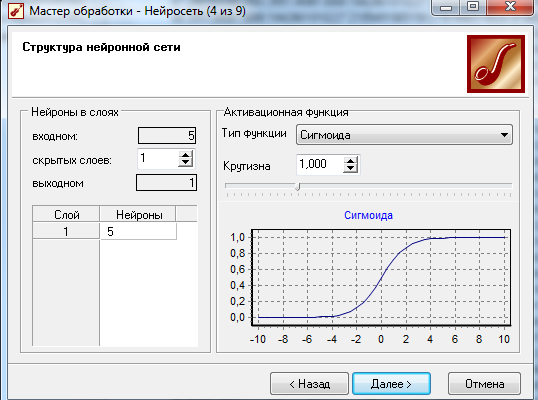 Мастер обработки - Нейросеть (4 из 9)
Структура нейронной сети
Нейроны в слоях
входном: 5
скрытых слоев: 1
выходном 1
Слой Нейроны
1 5
Активационная функция
Тип функции Сигмоида
Крутизна 1,000
Сигмоида
1,0
0,8
0,6
0,4
0,2
0,0
-10 -8 -6 -4 -2 0 2 4 6 8 10
< Назад Далее > Отмена